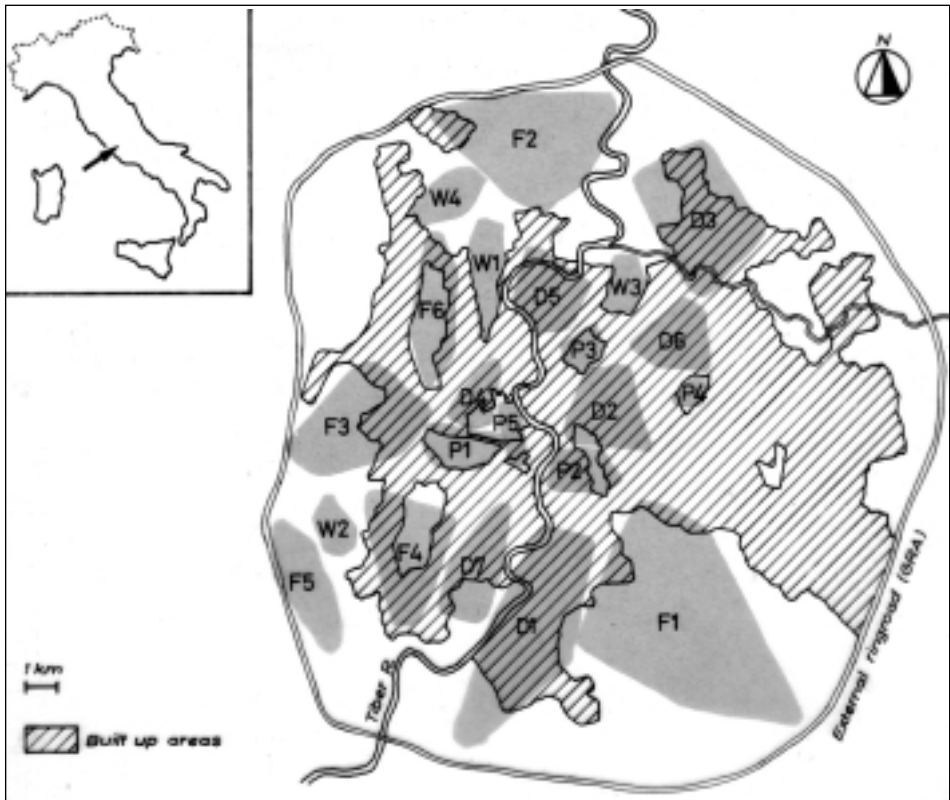 N
F2
W4
D3
W1
W3
D5
F6
P3
D6
D4
P4
P5
D2
F3
P1
P2
W2
F4
D7
F5
D1
F1
1 km
Tiber R
External ringroad (GRA)
Built up areas